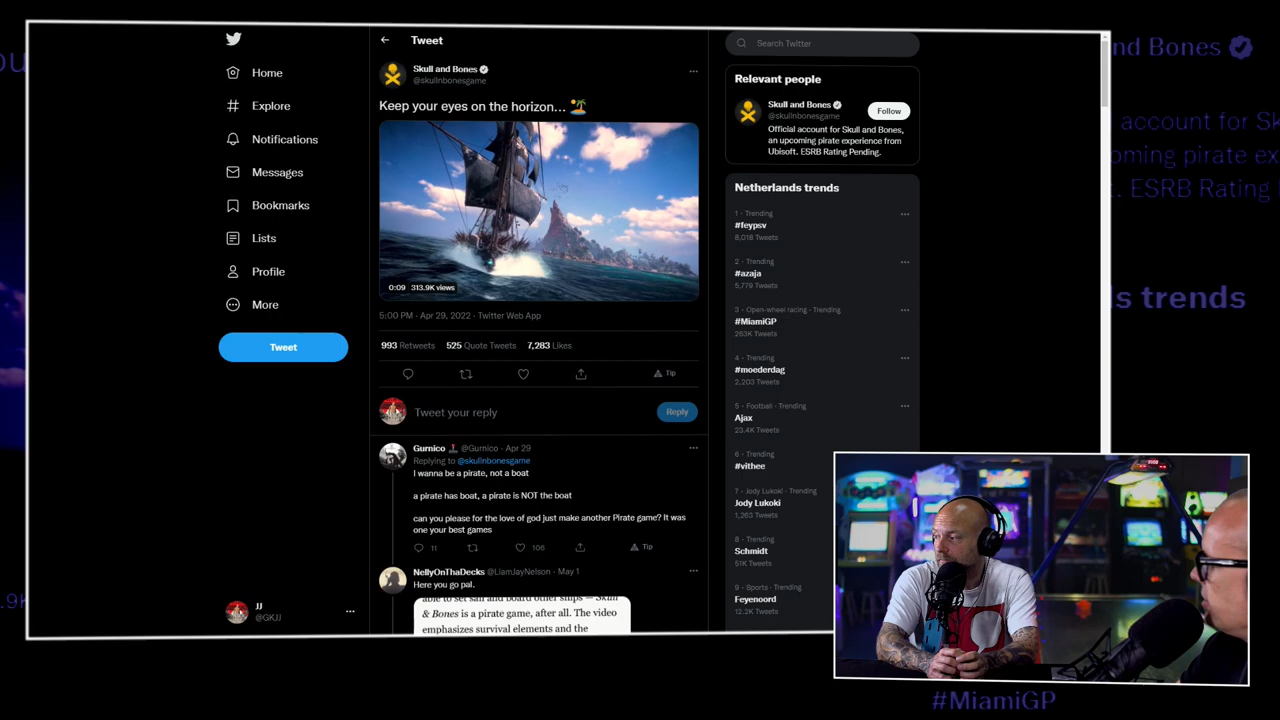 Home
Explore
Notifications
Messages
Bookmarks
Lists
Profile
More
Tweet
JJ
@GKJJ
Tweet
Skull and Bones
@skullnbonesgame
Keep your eyes on the horizon...
0:09 313.9K views
5:00 PM · Apr 29, 2022 · Twitter Web App
993 Retweets 525 Quote Tweets 7,283 Likes
Tip
Tweet your reply
Reply
Gurnico @Gurnico · Apr 29
Replying to @skullnbonesgame
I wanna be a pirate, not a boat
a pirate has boat, a pirate is NOT the boat
can you please for the love of god just make another Pirate game? It was
one your best games
11 106 Tip
NellyOnThaDecks @LiamJayNelson · May 1
Here you go pal.
able to set sail and board other ships — Skull
& Bones is a pirate game, after all. The video
emphasizes survival elements and the
Search Twitter
Relevant people
Skull and Bones
@skullnbonesgame
Follow
Official account for Skull and Bones,
an upcoming pirate experience from
Ubisoft. ESRB Rating Pending.
Netherlands trends
1 · Trending
#feypsv
8,018 Tweets
2 · Trending
#azaja
5,779 Tweets
3 · Open-wheel racing · Trending
#MiamiGP
263K Tweets
4 · Trending
#moederdag
2,203 Tweets
5 · Football · Trending
Ajax
23.4K Tweets
6 · Trending
#vithee
7 · Jody Lukoki · Trending
Jody Lukoki
1,263 Tweets
8 · Trending
Schmidt
51K Tweets
9 · Sports · Trending
Feyenoord
12.2K Tweets
nd Bones
account for Sk
oming pirate ex
t. ESRB Rating
ls trends
#MiamiGP